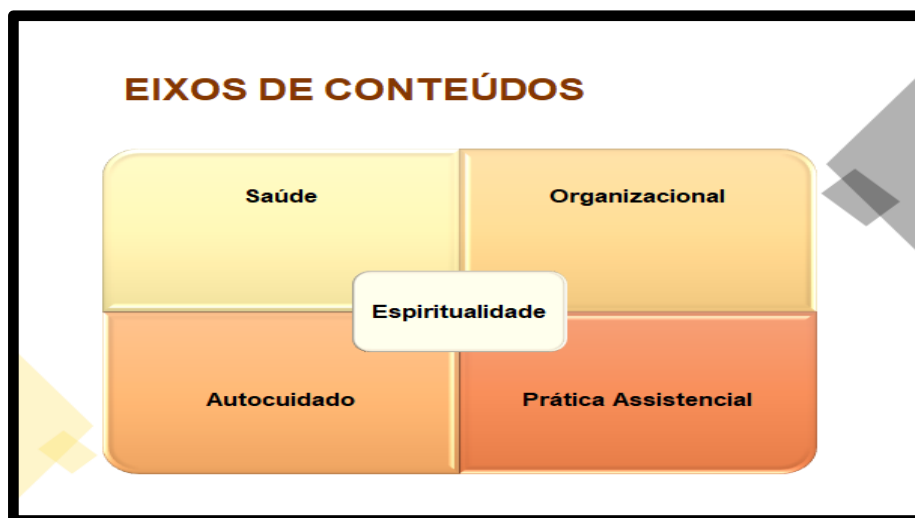 EIXOS DE CONTEÚDOS
Saúde
Organizacional
Espiritualidade
Autocuidado
Prática Assistencial